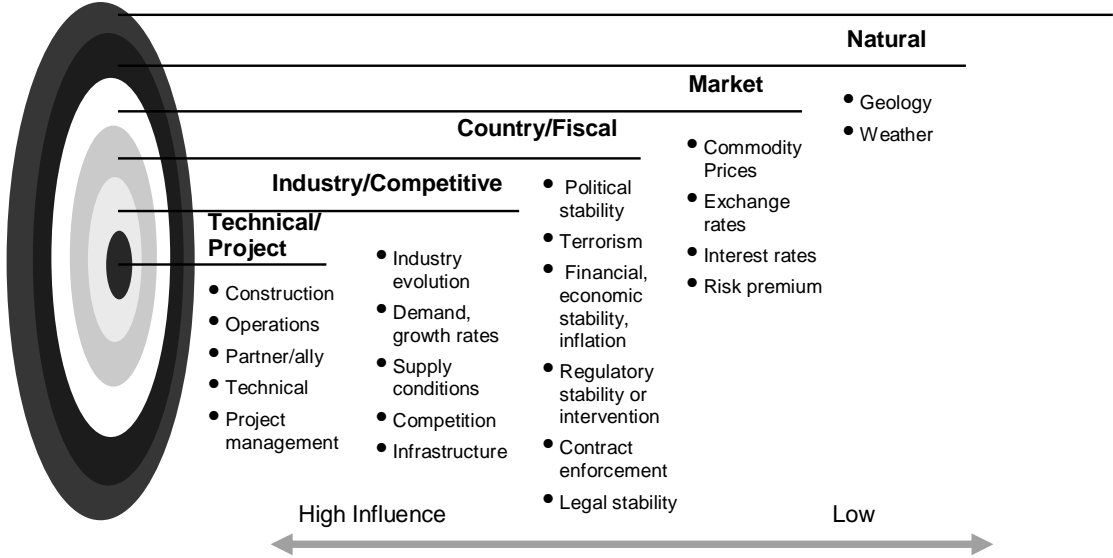 Natural
• Geology
• Weather
Market
• Commodity
Prices
• Exchange
rates
• Interest rates
• Risk premium
Country/Fiscal
• Political
stability
• Terrorism
• Financial,
economic
stability,
inflation
• Regulatory
stability or
intervention
• Contract
enforcement
• Legal stability
Industry/Competitive
• Industry
evolution
• Demand,
growth rates
• Supply
conditions
• Competition
• Infrastructure
Technical/
Project
• Construction
• Operations
• Partner/ally
• Technical
• Project
management
High Influence
Low